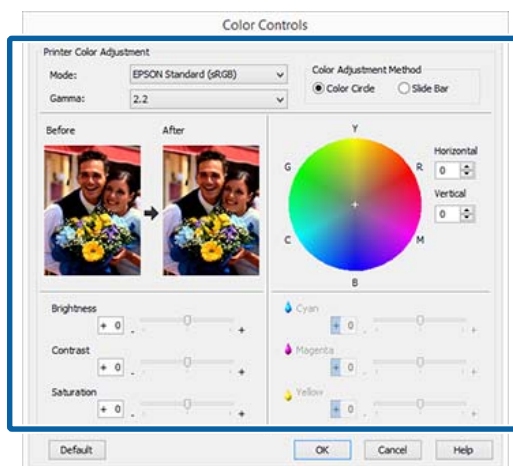 Color Controls
Printer Color Adjustment
Mode: EPSON Standard (sRGB)
Gamma: 2.2
Color Adjustment Method
Color Circle Slide Bar
Before After
Y
G R
C M
B
Horizontal
0
Vertical
0
Brightness
+ 0 - +
Contrast
+ 0 - +
Saturation
+ 0 - +
Cyan
+ 0 - +
Magenta
+ 0 - +
Yellow
+ 0 - +
Default OK Cancel Help